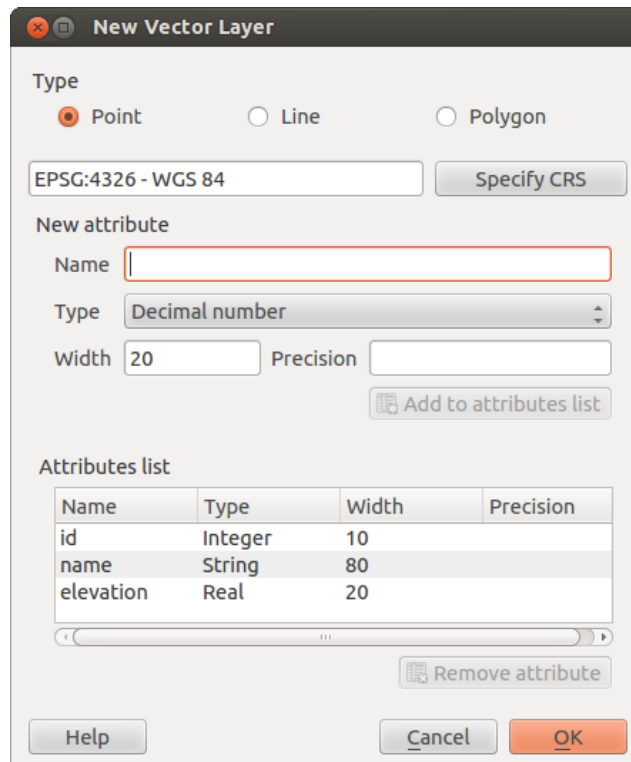 New Vector Layer
Type
Point Line Polygon
EPSG:4326 - WGS 84 Specify CRS
New attribute
Name
Type Decimal number
Width 20 Precision
Add to attributes list
Attributes list
Name Type Width Precision
id Integer 10
name String 80
elevation Real 20
Remove attribute
Help Cancel OK